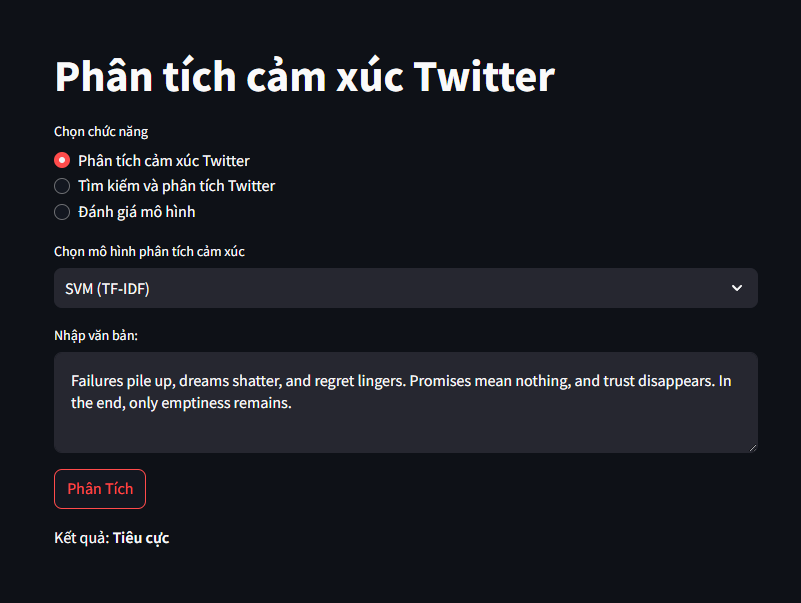 Phân tích cảm xúc Twitter
Chọn chức năng
Phân tích cảm xúc Twitter
Tìm kiếm và phân tích Twitter
Đánh giá mô hình
Chọn mô hình phân tích cảm xúc
SVM (TF-IDF)
Nhập văn bản:
Failures pile up, dreams shatter, and regret lingers. Promises mean nothing, and trust disappears. In
the end, only emptiness remains.
Phân Tích
Kết quả: Tiêu cực